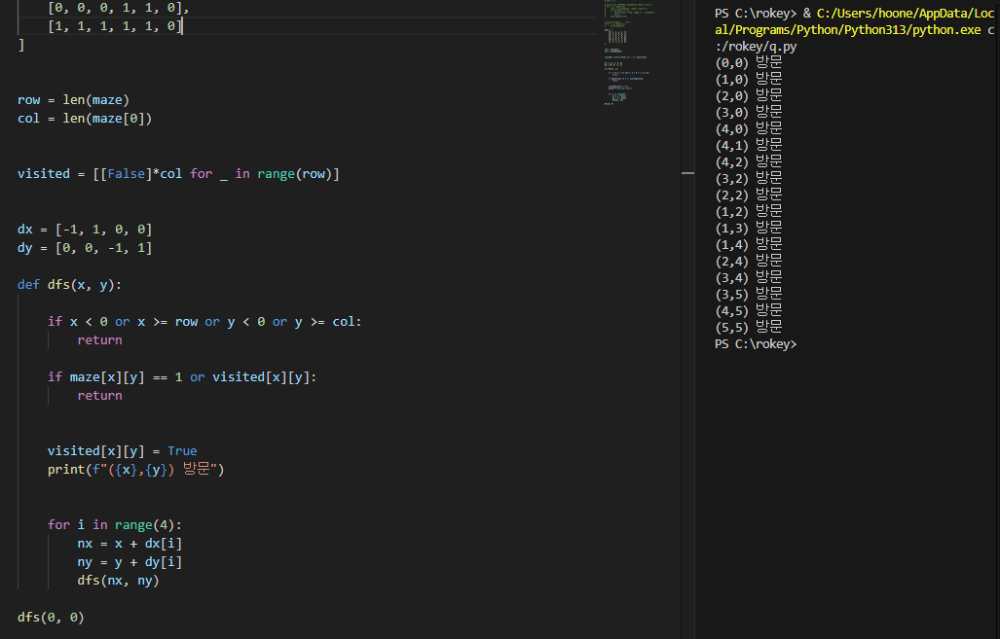 [0, 0, 0, 1, 1, 0],
[1, 1, 1, 1, 1, 0]
]
row = len(maze)
col = len(maze[0])
visited = [[False]*col for _ in range(row)]
dx = [-1, 1, 0, 0]
dy = [0, 0, -1, 1]
def dfs(x, y):
if x < 0 or x >= row or y < 0 or y >= col:
return
if maze[x][y] == 1 or visited[x][y]:
return
visited[x][y] = True
print(f"({x},{y}) 방문")
for i in range(4):
nx = x + dx[i]
ny = y + dy[i]
dfs(nx, ny)
dfs(0, 0)
PS C:\rokey> & C:/Users/hoone/AppData/Loc
al/Programs/Python/Python313/python.exe c
:/rokey/q.py
(0,0) 방문
(1,0) 방문
(2,0) 방문
(3,0) 방문
(4,0) 방문
(4,1) 방문
(4,2) 방문
(3,2) 방문
(2,2) 방문
(1,2) 방문
(1,3) 방문
(1,4) 방문
(2,4) 방문
(3,4) 방문
(3,5) 방문
(4,5) 방문
(5,5) 방문
PS C:\rokey>